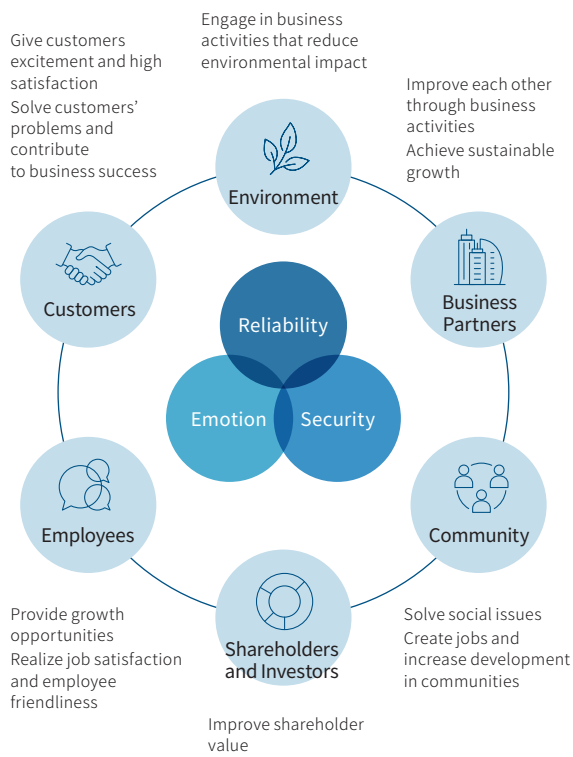 Engage in business
activities that reduce
environmental impact
Give customers
excitement and high
satisfaction
Solve customers’
problems and
contribute
to business success
Improve each other
through business
activities
Achieve sustainable
growth
Environment
Customers
Business
Partners
Reliability
Emotion
Security
Employees
Community
Shareholders
and Investors
Provide growth
opportunities
Realize job satisfaction
and employee
friendliness
Solve social issues
Create jobs and
increase development
in communities
Improve shareholder
value